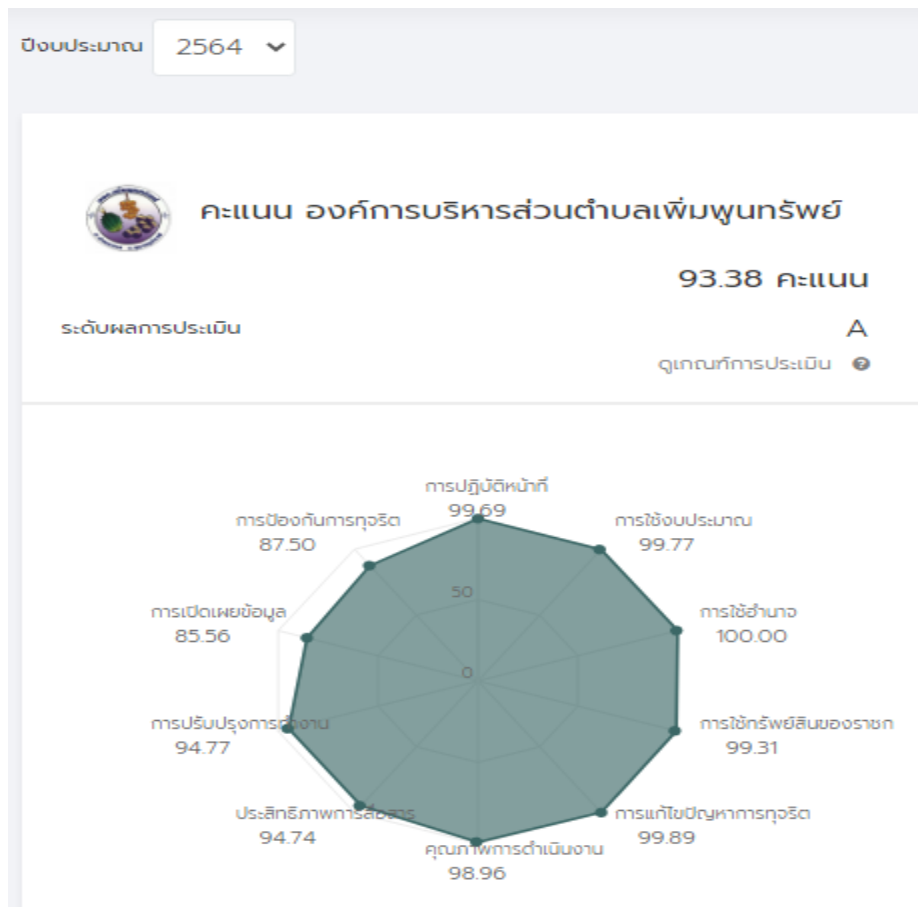 ปีงบประมาณ 2564
คะแนน องค์การบริหารส่วนตำบลเพิ่มพูนทรัพย์
93.38 คะแนน
ระดับผลการประเมิน A
ดูเกณฑ์การประเมิน
การปฏิบัติหน้าที่
99.69
การป้องกันการทุจริต
87.50
การใช้งบประมาณ
99.77
50
การเปิดเผยข้อมูล
85.56
การใช้อำนาจ
100.00
0
การปรับปรุงการทำงาน
94.77
การใช้ทรัพย์สินของราชก
99.31
ประสิทธิภาพการสื่อสาร
94.74
การแก้ไขปัญหาการทุจริต
99.89
คุณภาพการดำเนินงาน
98.96